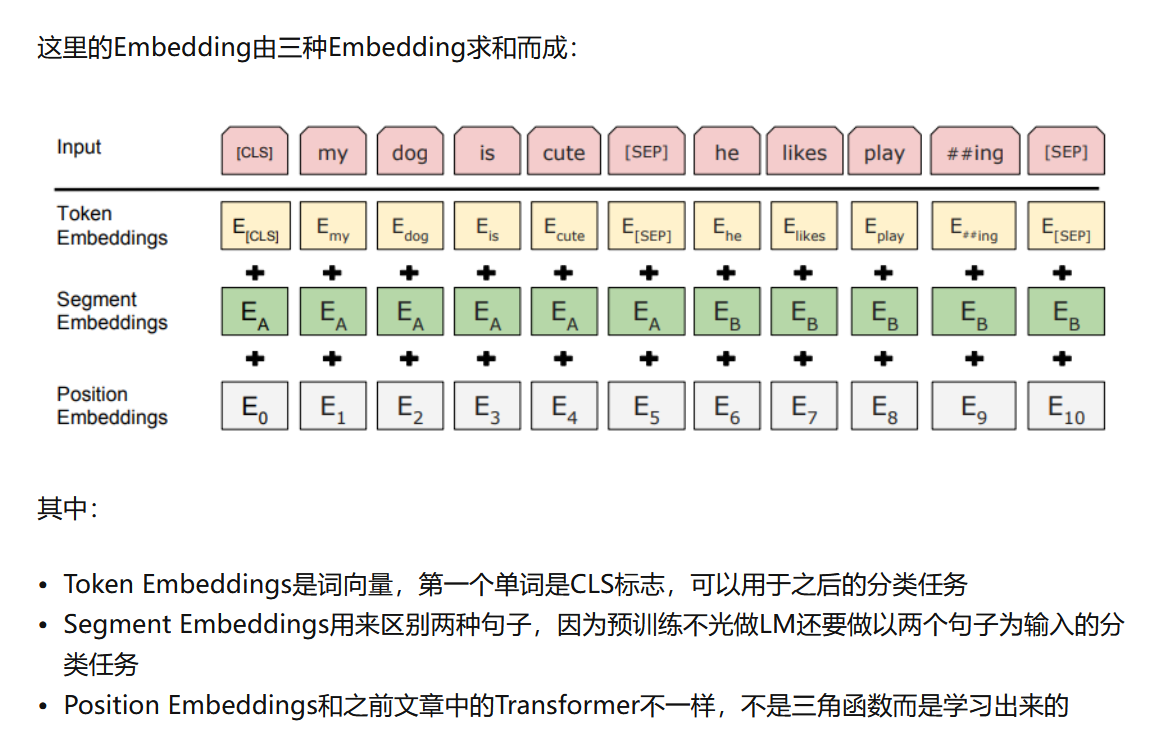 这里的Embedding由三种Embedding求和而成：
Input [CLS] my dog is cute [SEP] he likes play ##ing [SEP]
Token Embeddings E[CLS] Emy Edog Eis Ecute E[SEP] Ehe Elikes Eplay E##ing E[SEP]
+ + + + + + + + + + +
Segment Embeddings EA EA EA EA EA EA EB EB EB EB EB
+ + + + + + + + + + +
Position Embeddings E0 E1 E2 E3 E4 E5 E6 E7 E8 E9 E10
其中：
• Token Embeddings是词向量，第一个单词是CLS标志，可以用于之后的分类任务
• Segment Embeddings用来区别两种句子，因为预训练不光做LM还要做以两个句子为输入的分
类任务
• Position Embeddings和之前文章中的Transformer不一样，不是三角函数而是学习出来的